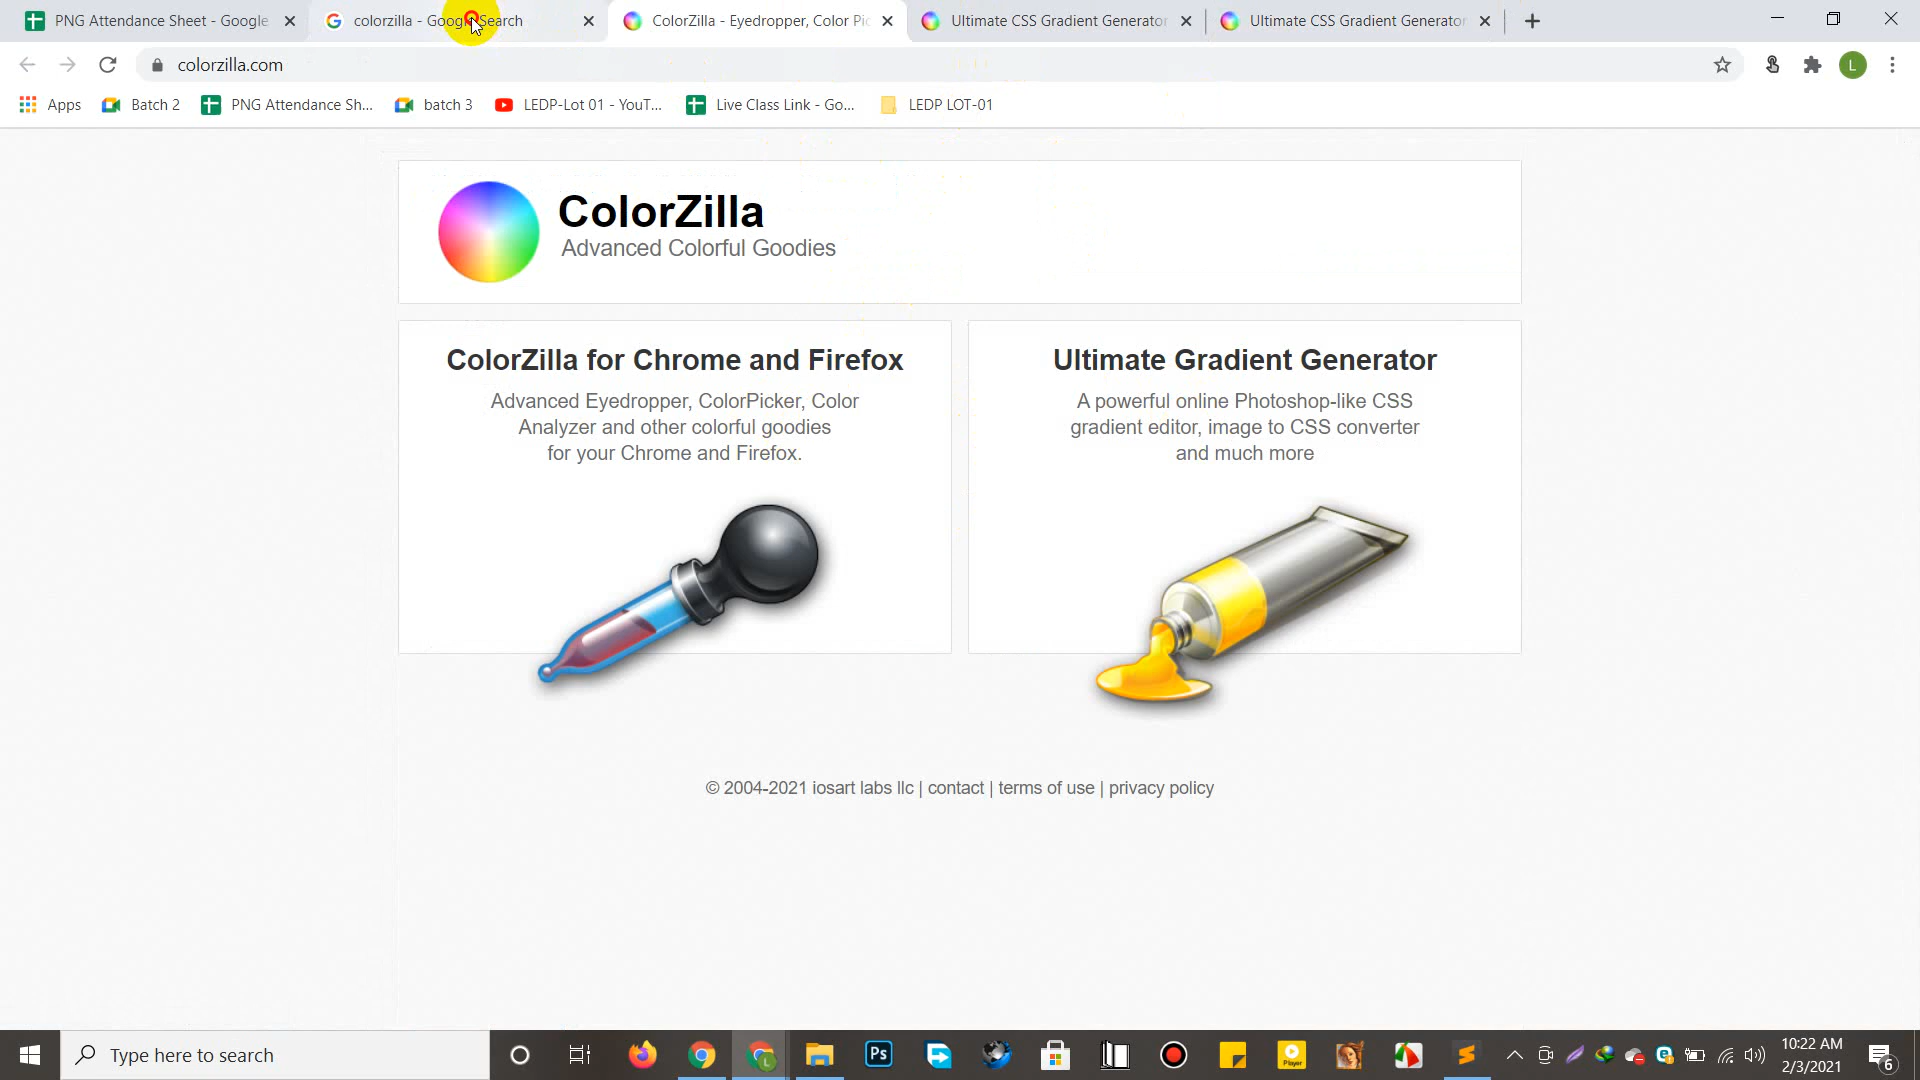 PNG Attendance Sheet - Google
colorzilla - Google Search
ColorZilla - Eyedropper, Color Pic
Ultimate CSS Gradient Generator
Ultimate CSS Gradient Generator
colorzilla.com
L
Apps
Batch 2
PNG Attendance Sh...
batch 3
LEDP-Lot 01 - YouT...
Live Class Link - Go...
LEDP LOT-01
ColorZilla
Advanced Colorful Goodies
ColorZilla for Chrome and Firefox
Advanced Eyedropper, ColorPicker, Color
Analyzer and other colorful goodies
for your Chrome and Firefox.
Ultimate Gradient Generator
A powerful online Photoshop-like CSS
gradient editor, image to CSS converter
and much more
© 2004-2021 iosart labs llc | contact | terms of use | privacy policy
Type here to search
Ps
Player
10:22 AM
2/3/2021
6